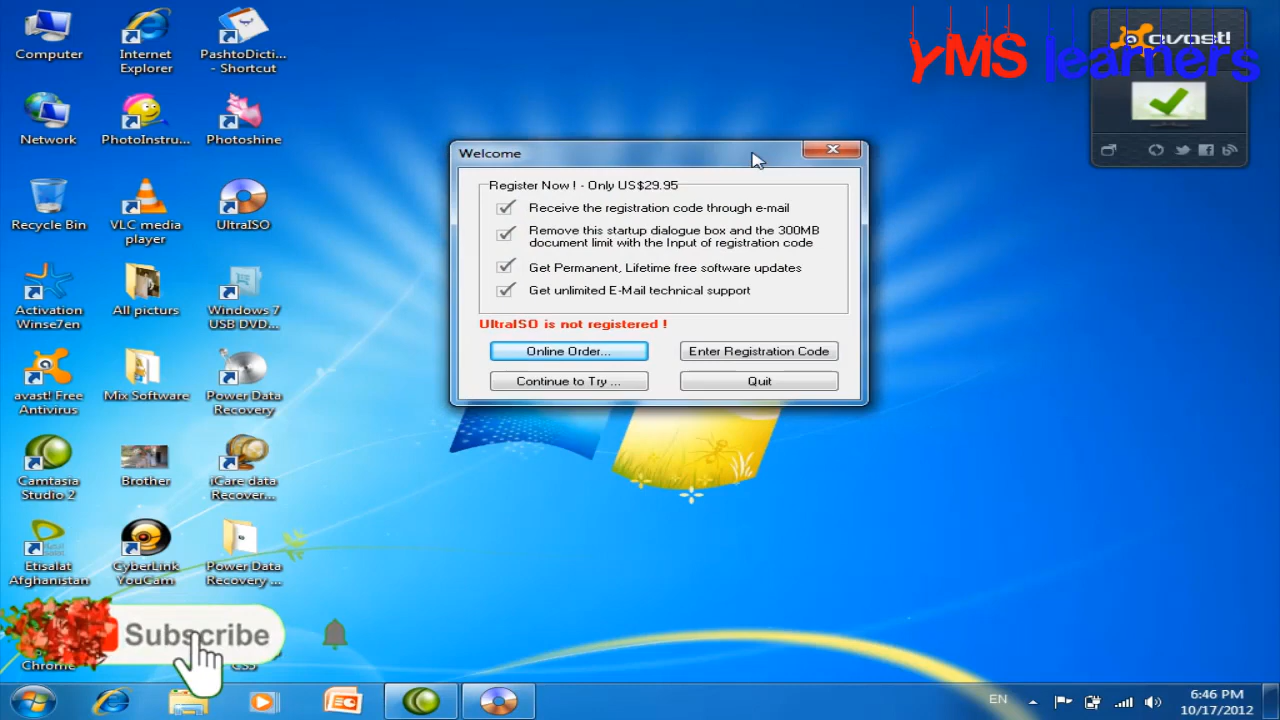 Computer
Internet
Explorer
PashtoDicti...
- Shortcut
YMS learners
avast!
Network
PhotoInstru...
Photoshine
Welcome
Register Now ! - Only US$29.95
Receive the registration code through e-mail
Remove this startup dialogue box and the 300MB
document limit with the Input of registration code
Get Permanent, Lifetime free software updates
Get unlimited E-Mail technical support
UltraISO is not registered !
Online Order...
Enter Registration Code
Continue to Try ...
Quit
Recycle Bin
VLC media
player
UltraISO
Activation
Winse7en
All picturs
Windows 7
USB DVD...
avast! Free
Antivirus
Mix Software
Power Data
Recovery
Camtasia
Studio 2
Brother
iCare data
Recover...
Etisalat
Afghanistan
CyberLink
YouCam
Power Data
Recovery ...
Subscribe
Chrome
CS5
EN
6:46 PM
10/17/2012